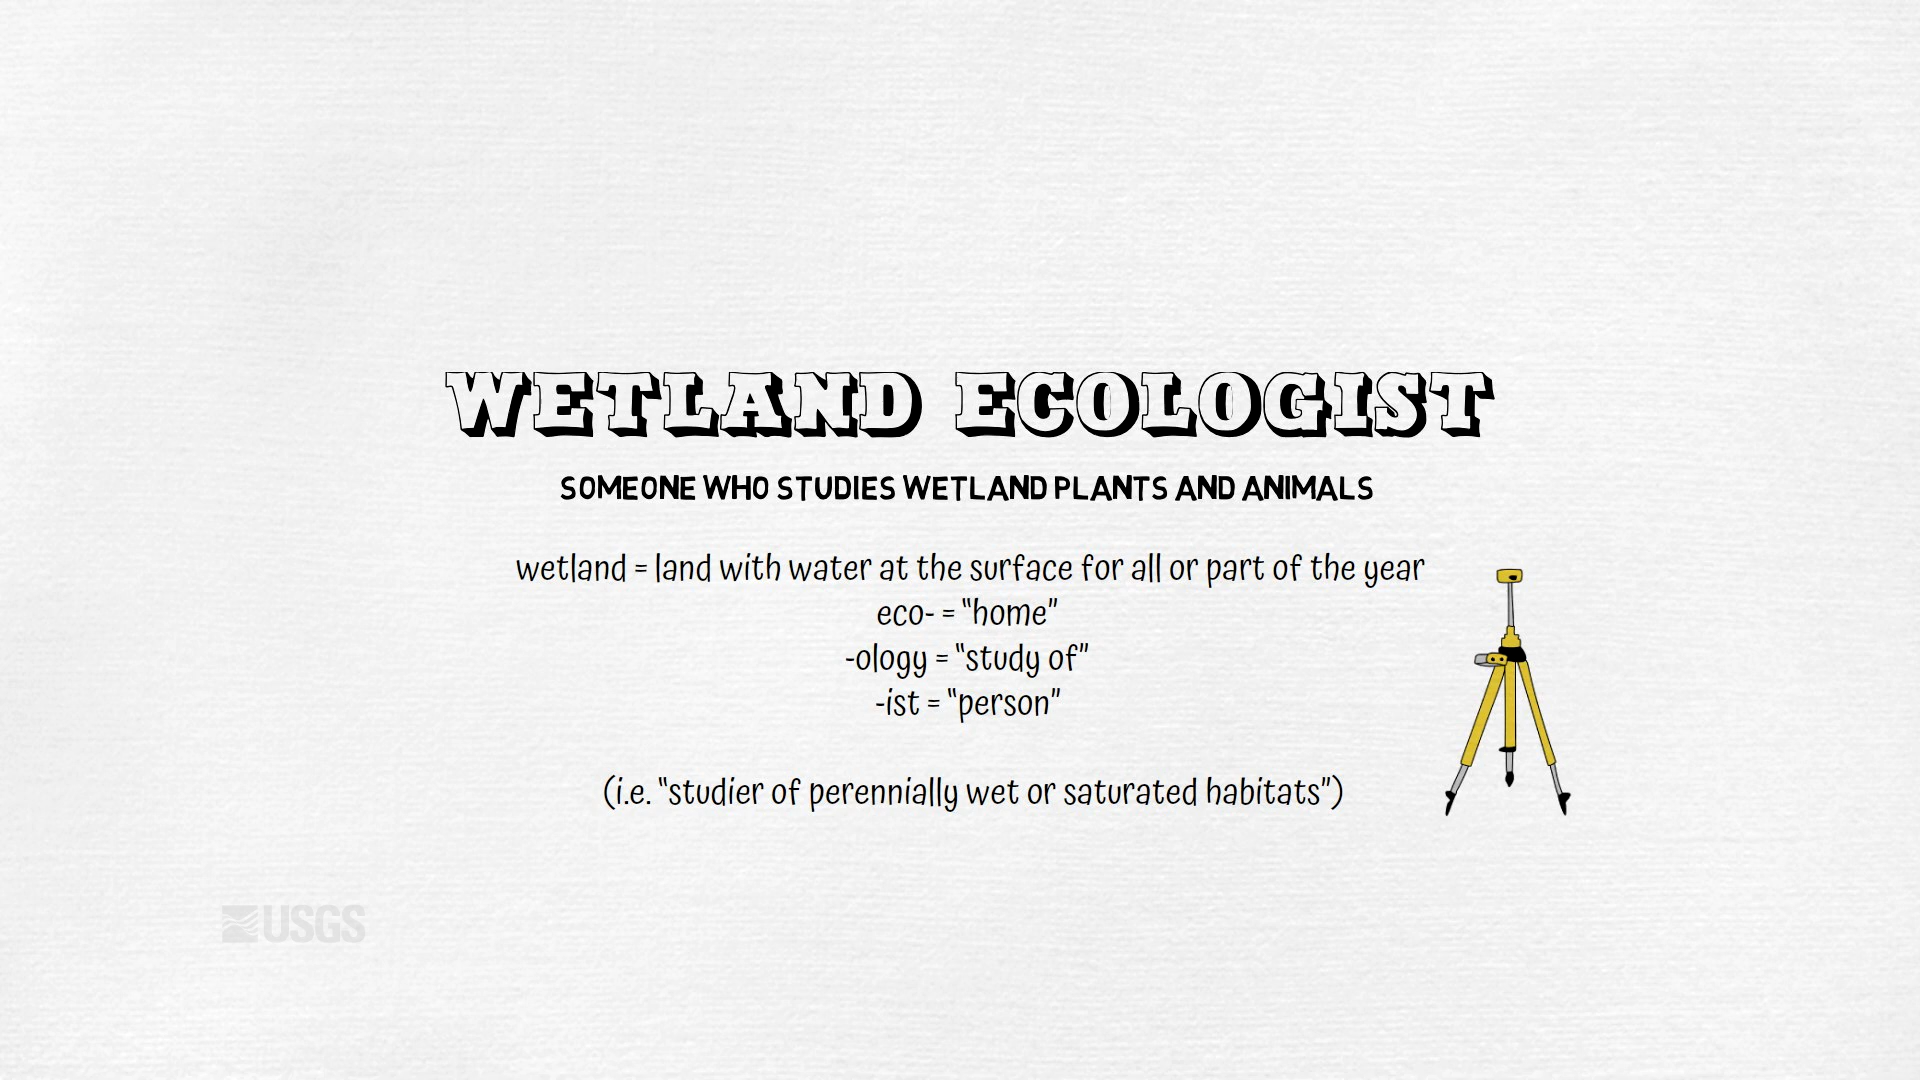 WETLAND ECOLOGIST
SOMEONE WHO STUDIES WETLAND PLANTS AND ANIMALS
wetland = land with water at the surface for all or part of the year
eco- = “home”
-ology = “study of”
-ist = “person”
(i.e. “studier of perennially wet or saturated habitats”)
USGS